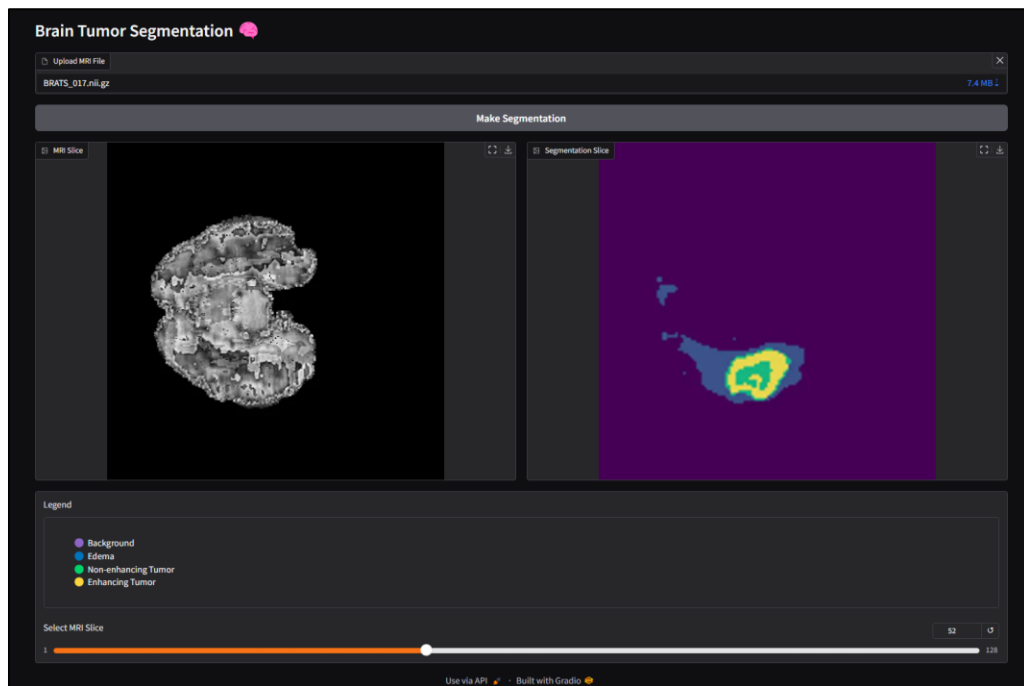 Brain Tumor Segmentation 🧠
Upload MRI File
BRATS_017.nii.gz 7.4 MB ↓
Make Segmentation
MRI Slice
Segmentation Slice
Legend
Background
Edema
Non-enhancing Tumor
Enhancing Tumor
Select MRI Slice 52
1 128
Use via API · Built with Gradio